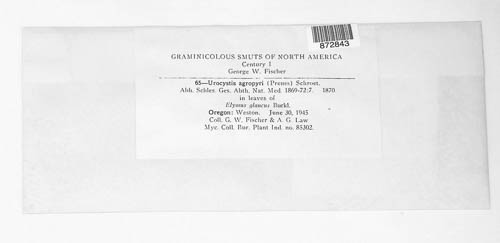 872843
GRAMINICOLOUS SMUTS OF NORTH AMERICA
Century I
George W. Fischer
65—Urocystis agropyri (Preuss) Schroet.
Abh. Schles. Ges. Abth. Nat. Med. 1869-72:7. 1870
in leaves of
Elymus glaucus Buckl.
Oregon: Weston. June 30, 1945
Coll. G. W. Fischer & A. G. Law
Myc. Coll. Bur. Plant Ind. no. 85302.